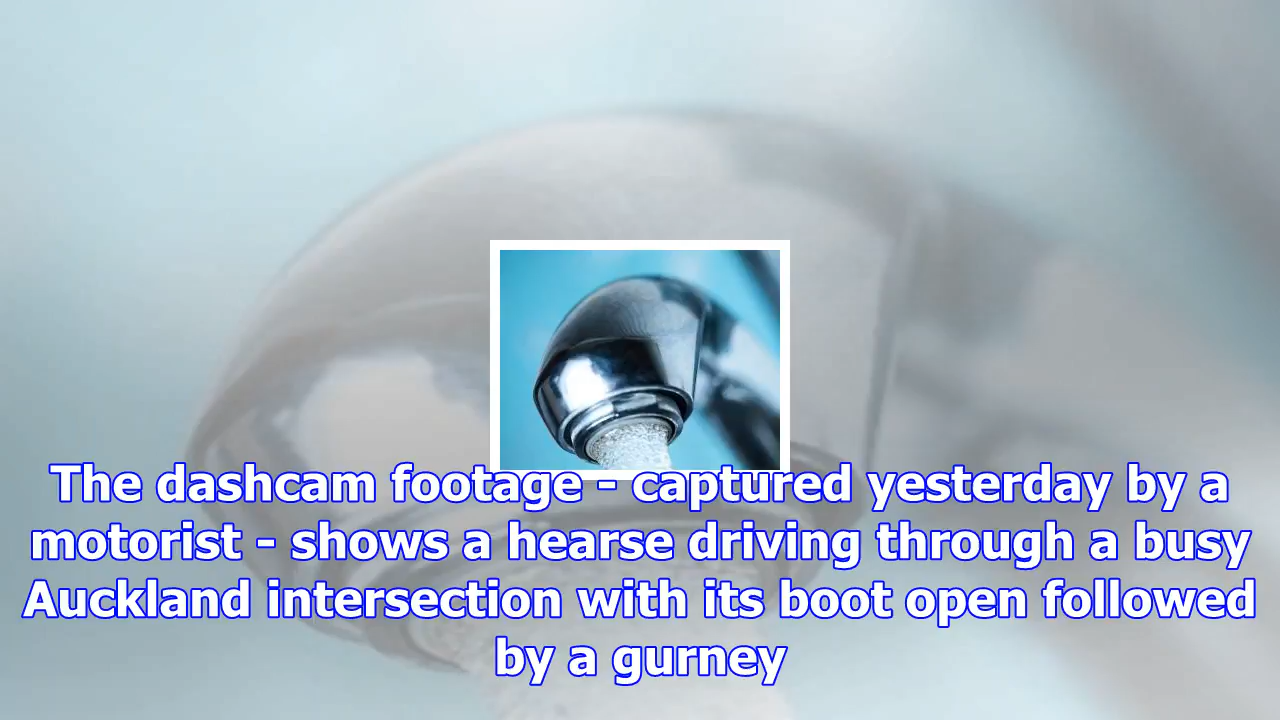 The dashcam footage - captured yesterday by a
motorist - shows a hearse driving through a busy
Auckland intersection with its boot open followed
by a gurney